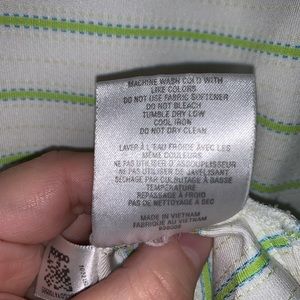 MACHINE WASH COLD WITH
LIKE COLORS
DO NOT USE FABRIC SOFTENER
DO NOT BLEACH
TUMBLE DRY LOW
COOL IRON
DO NOT DRY CLEAN
LAVER À L'EAU FROIDE AVEC LES
MÊME COULEURS
NE PAS UTILISER D'ASSOUPLISSEUR
NE PAS UTILISER D'JAVELLISANT
SÉCHAGE PAR CULBUTAGE À BASSE
TEMPÉRATURE
REPASSAGE À FROID
PAS DE NETTOYAGE À SEC
MADE IN VIETNAM
FABRIQUÉ AU VIETNAM